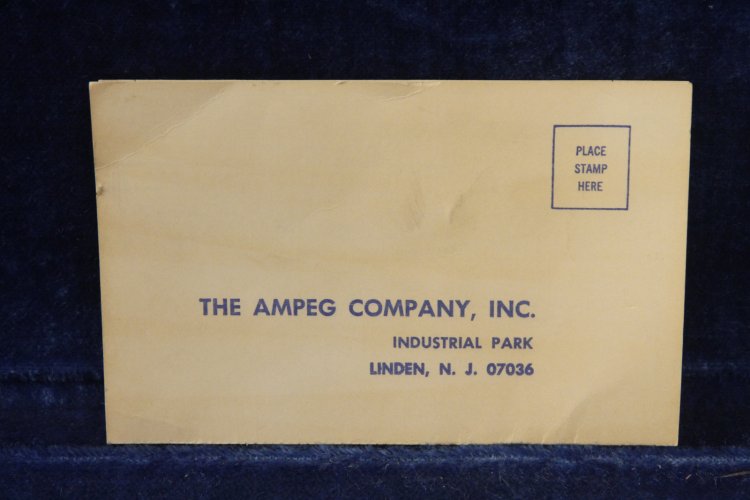 PLACE
STAMP
HERE
THE AMPEG COMPANY, INC.
INDUSTRIAL PARK
LINDEN, N. J. 07036